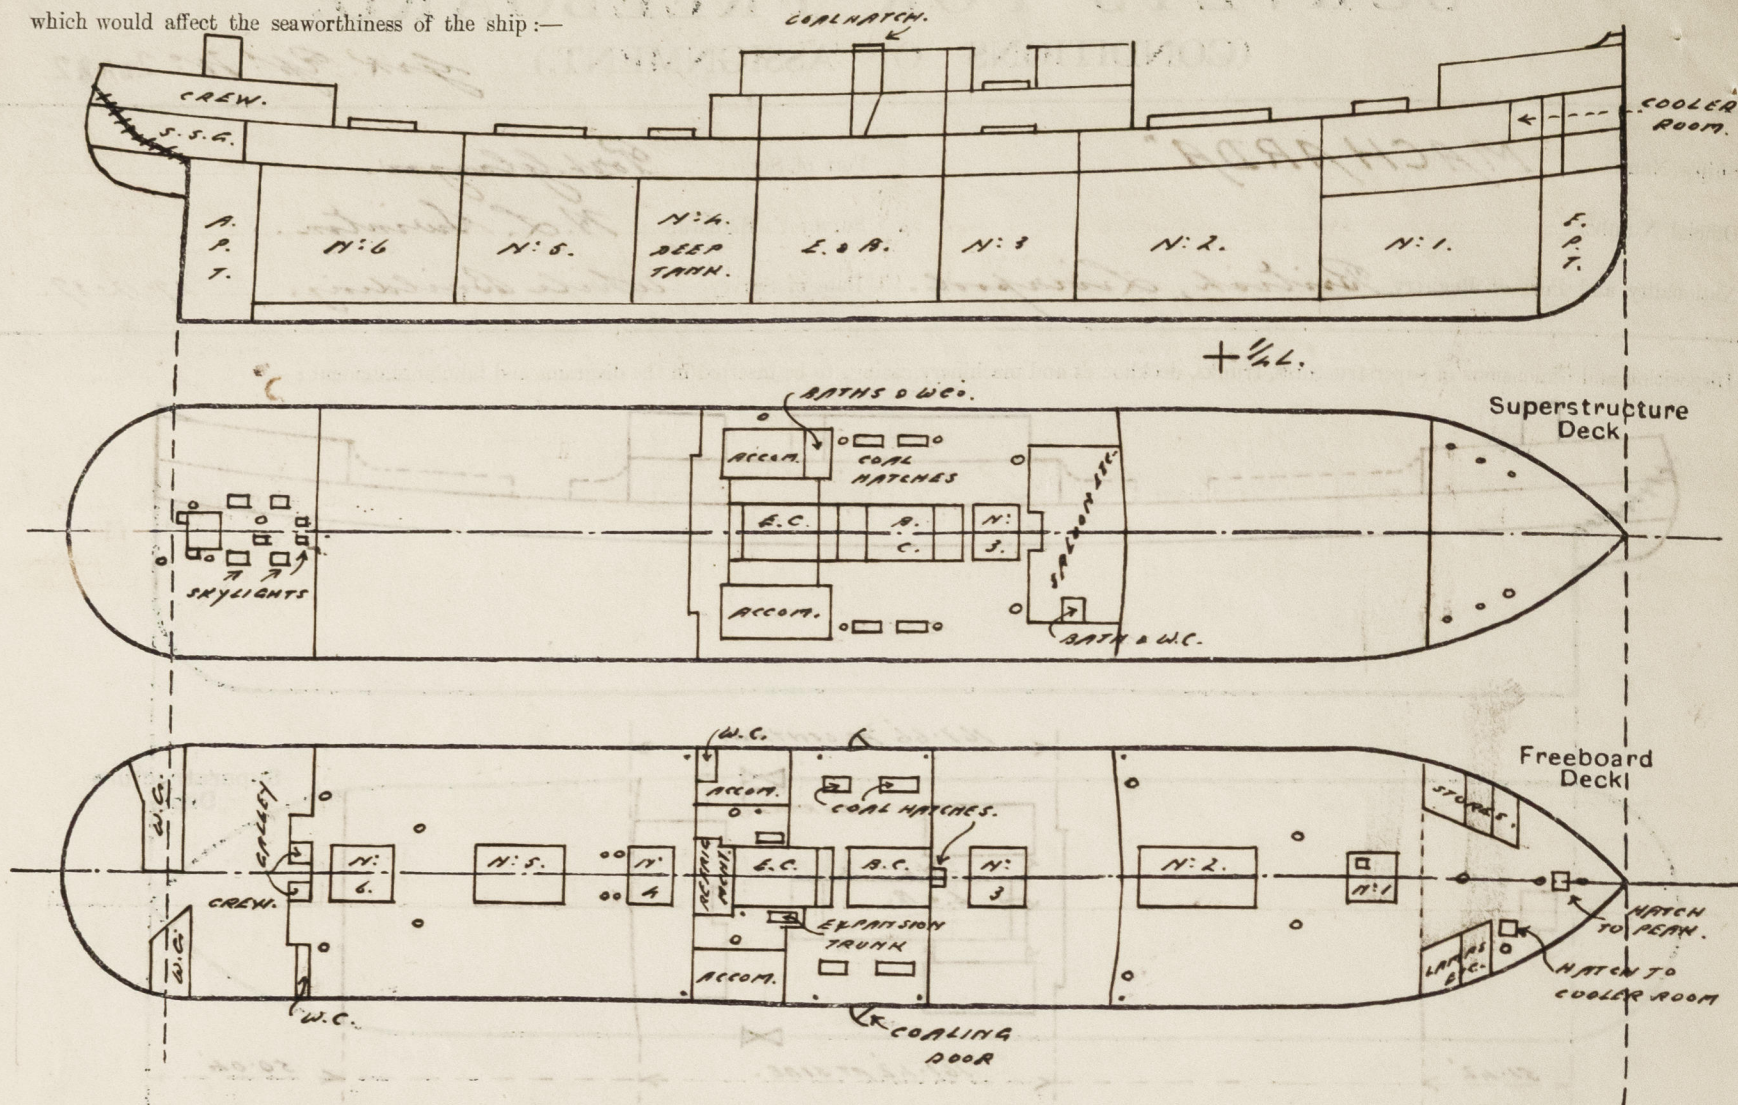 which would affect the seaworthiness of the ship :—
COAL HATCH.
CREW.
S.S.G.
COOLER
ROOM.
A.
P.
T.
Nº 6
Nº 5.
Nº 4.
DEEP
TANK.
E. & B.
Nº 3
Nº 2.
Nº 1.
F.
P.
T.
+ ½ L.
BATHS & WCS.
Superstructure
Deck
ACCOM.
COAL
HATCHES
E.C.
B.
C.
Nº
3.
SALOON ETC.
SKYLIGHTS
ACCOM.
BATH & W.C.
W.C.
Freeboard
Deck
W.C.
GALLEY.
ACCOM.
COAL HATCHES.
STORES.
Nº
6.
Nº 5.
Nº
4
E.C.
B.C.
Nº
3
Nº 2.
Nº 1
CREW.
EXPANSION
TRUNK
HATCH
TO PEAK.
W.C.
ACCOM.
LAMPS
ETC.
HATCH TO
COOLER ROOM
W.C.
COALING
DOOR